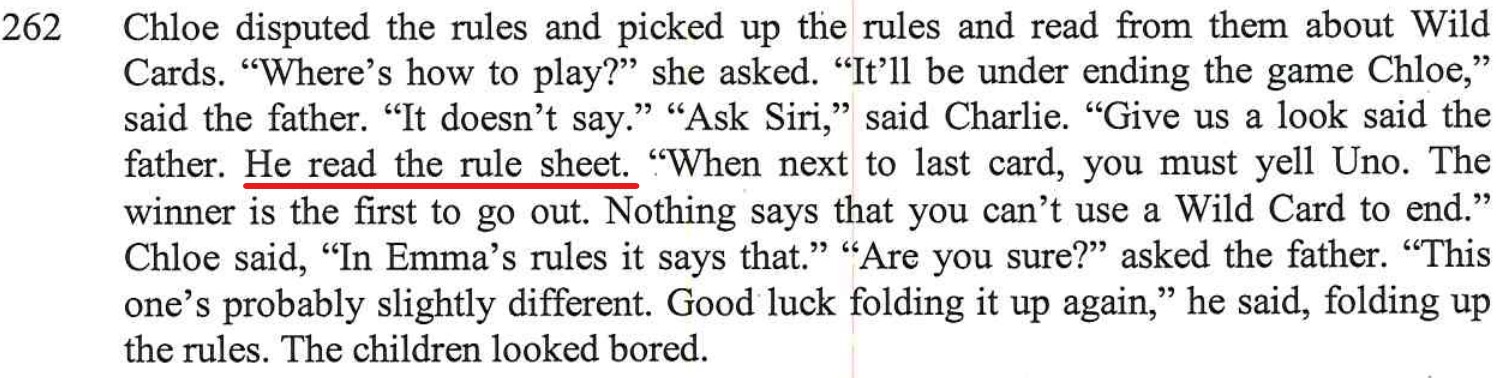 262 Chloe disputed the rules and picked up the rules and read from them about Wild
Cards. “Where’s how to play?” she asked. “It’ll be under ending the game Chloe,”
said the father. “It doesn’t say.” “Ask Siri,” said Charlie. “Give us a look said the
father. He read the rule sheet. “When next to last card, you must yell Uno. The
winner is the first to go out. Nothing says that you can’t use a Wild Card to end.”
Chloe said, “In Emma’s rules it says that.” “Are you sure?” asked the father. “This
one’s probably slightly different. Good luck folding it up again,” he said, folding up
the rules. The children looked bored.